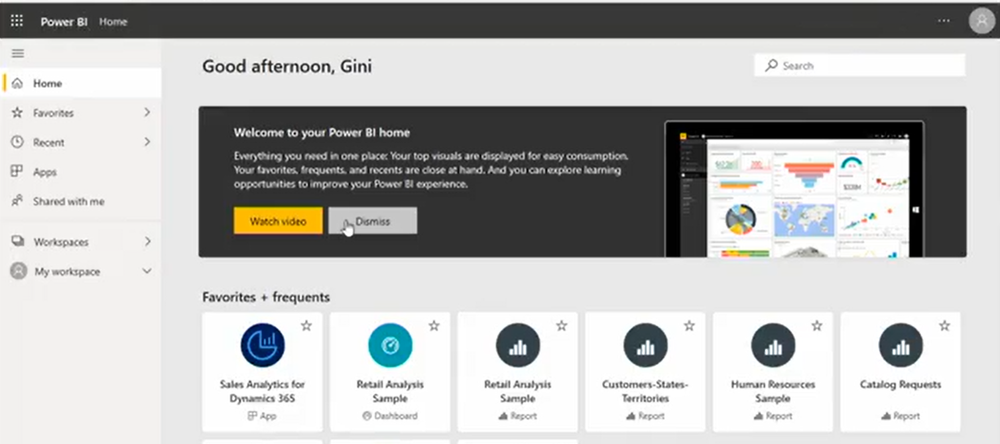 Power BI Home
Good afternoon, Gini
Search
Home
Favorites
Recent
Apps
Shared with me
Workspaces
My workspace
Welcome to your Power BI home
Everything you need in one place: Your top visuals are displayed for easy consumption.
Your favorites, frequents, and recents are close at hand. And you can explore learning
opportunities to improve your Power BI experience.
Watch video
Dismiss
Favorites + frequents
Sales Analytics for
Dynamics 365
App
Retail Analysis
Sample
Dashboard
Retail Analysis
Sample
Report
Customers-States-
Territories
Report
Human Resources
Sample
Report
Catalog Requests
Report